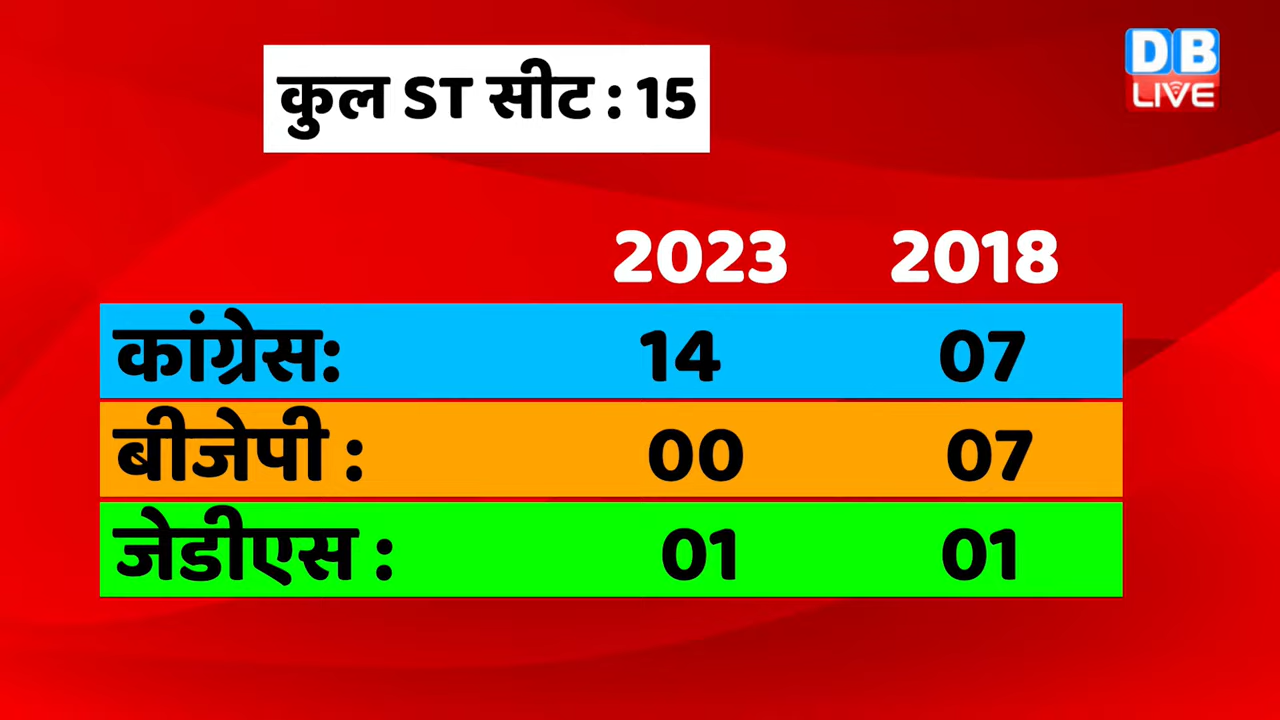 कुल ST सीट : 15
DB
LIVE
2023 2018
कांग्रेस: 14 07
बीजेपी : 00 07
जेडीएस : 01 01